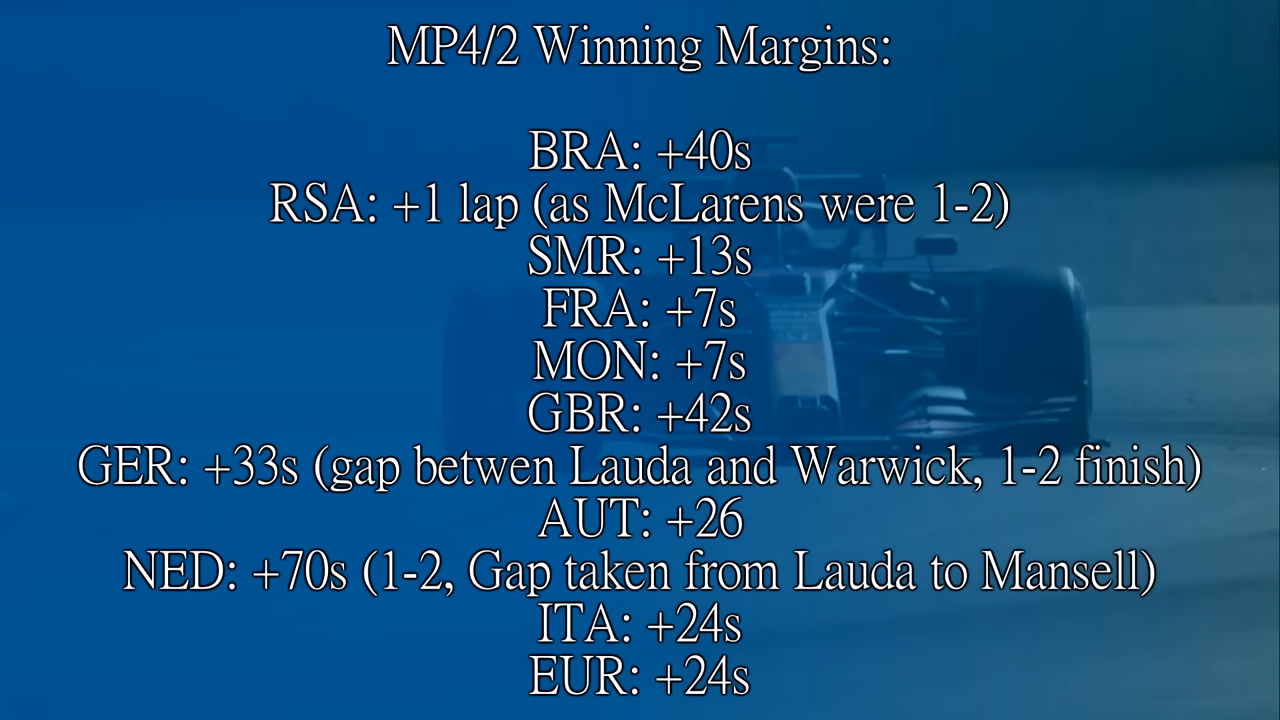 MP4/2 Winning Margins:
BRA: +40s
RSA: +1 lap (as McLarens were 1-2)
SMR: +13s
FRA: +7s
MON: +7s
GBR: +42s
GER: +33s (gap betwen Lauda and Warwick, 1-2 finish)
AUT: +26
NED: +70s (1-2, Gap taken from Lauda to Mansell)
ITA: +24s
EUR: +24s